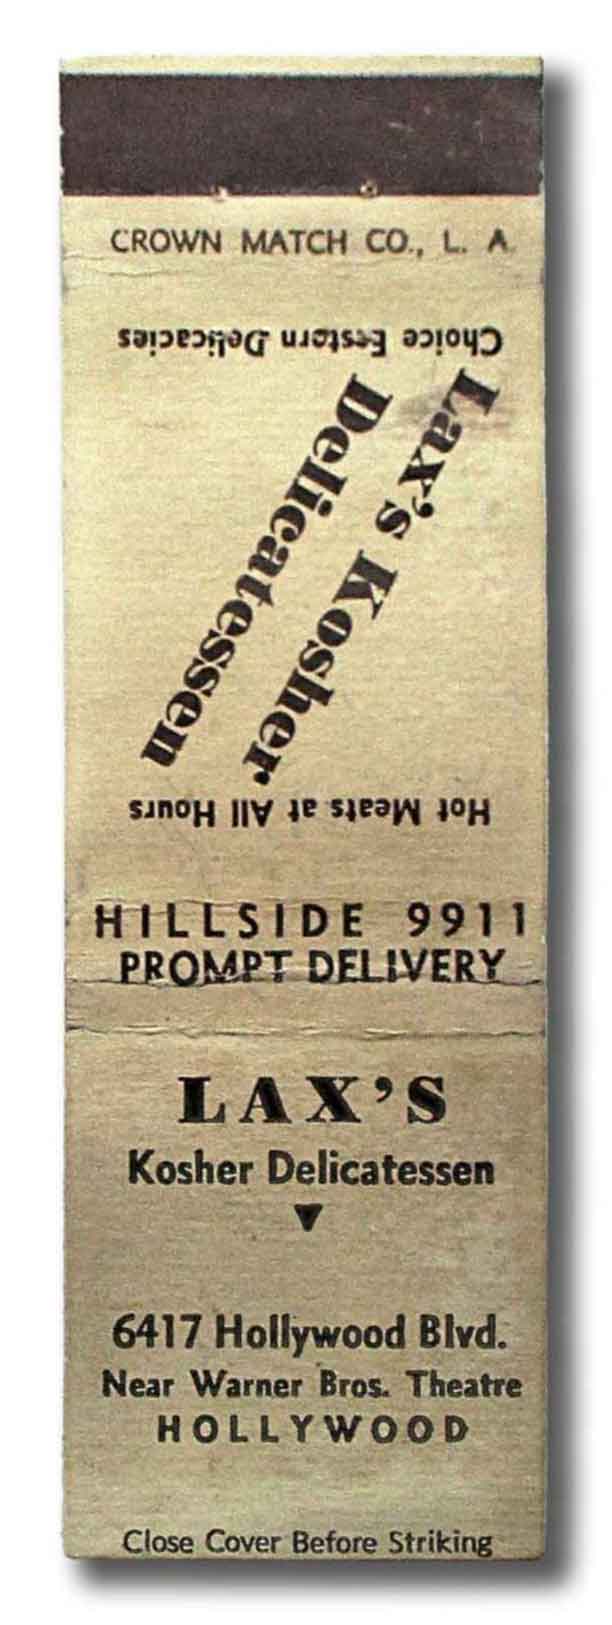 CROWN MATCH CO., L. A.
Hot Meats at All Hours
Lax's Kosher
Delicatessen
Choice Eestorn Delicacies
HILLSIDE 9911
PROMPT DELIVERY
LAX'S
Kosher Delicatessen
6417 Hollywood Blvd.
Near Warner Bros. Theatre
HOLLYWOOD
Close Cover Before Striking